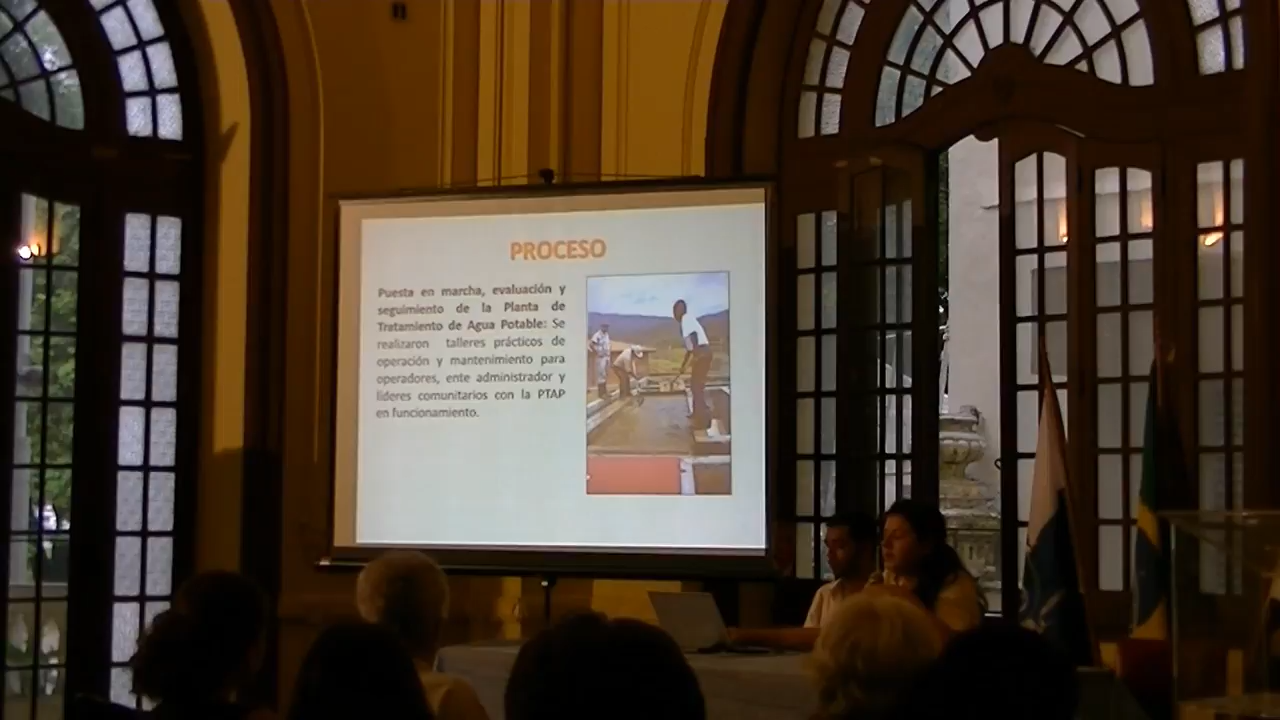 PROCESO
Puesta en marcha, evaluación y
seguimiento de la Planta de
Tratamiento de Agua Potable: Se
realizaron talleres prácticos de
operación y mantenimiento para
operadores, ente administrador y
líderes comunitarios con la PTAP
en funcionamiento.